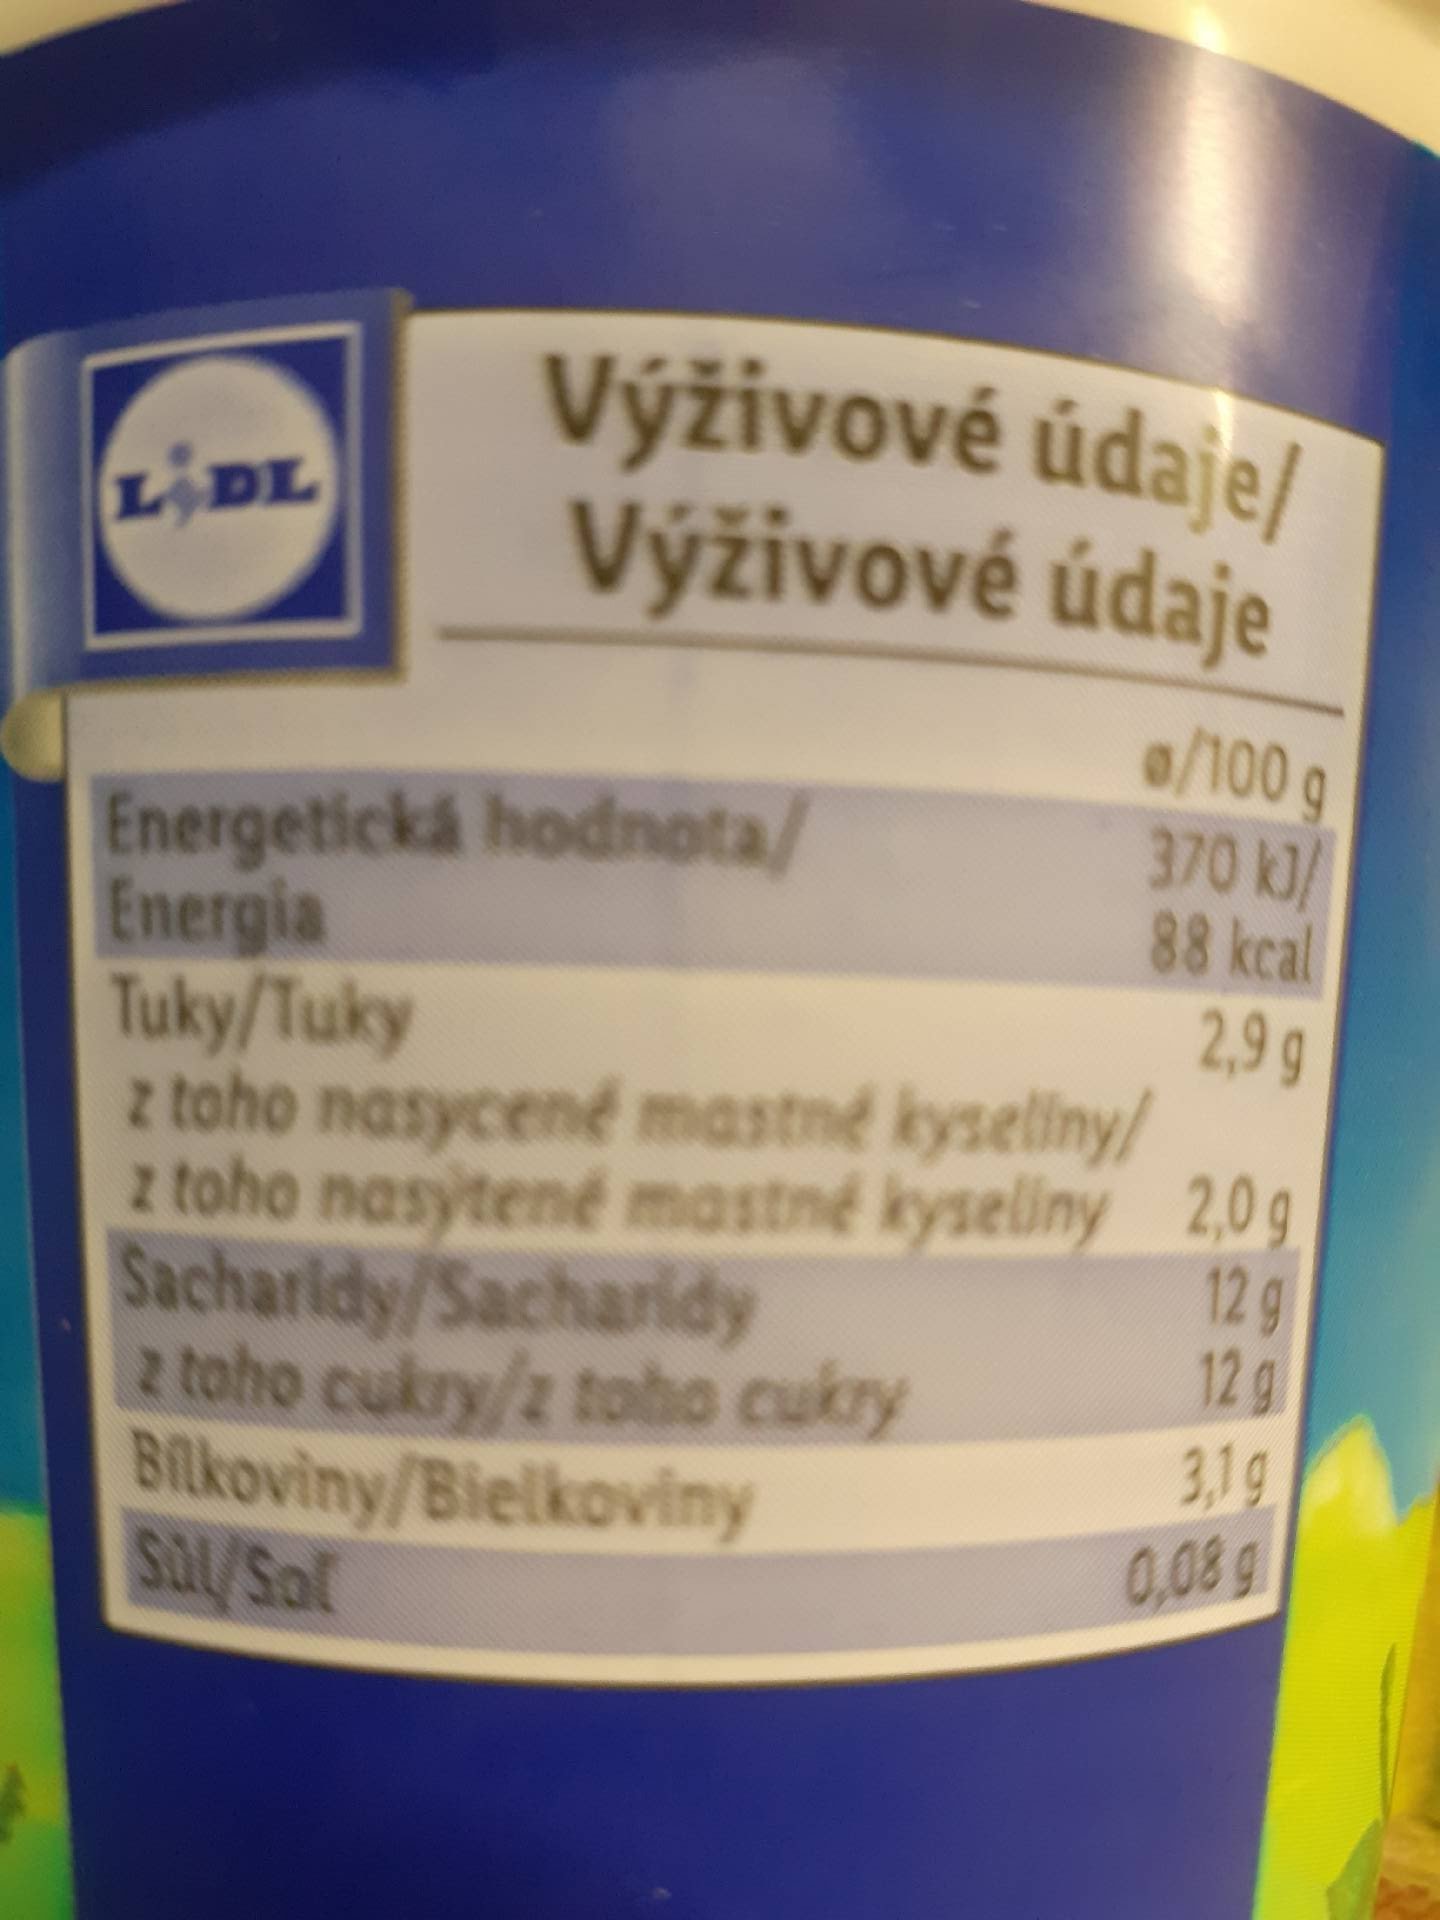 LIDL
Výživové údaje/
Výživové údaje
ø/100 g
Energetická hodnota/ 370 kJ/
Energia 88 kcal
Tuky/Tuky 2,9 g
z toho nasycené mastné kyseliny/
z toho nasýtené mastné kyseliny 2,0 g
Sacharidy/Sacharidy 12 g
z toho cukry/z toho cukry 12 g
Bílkoviny/Bielkoviny 3,1 g
Sůl/Soľ 0,08 g